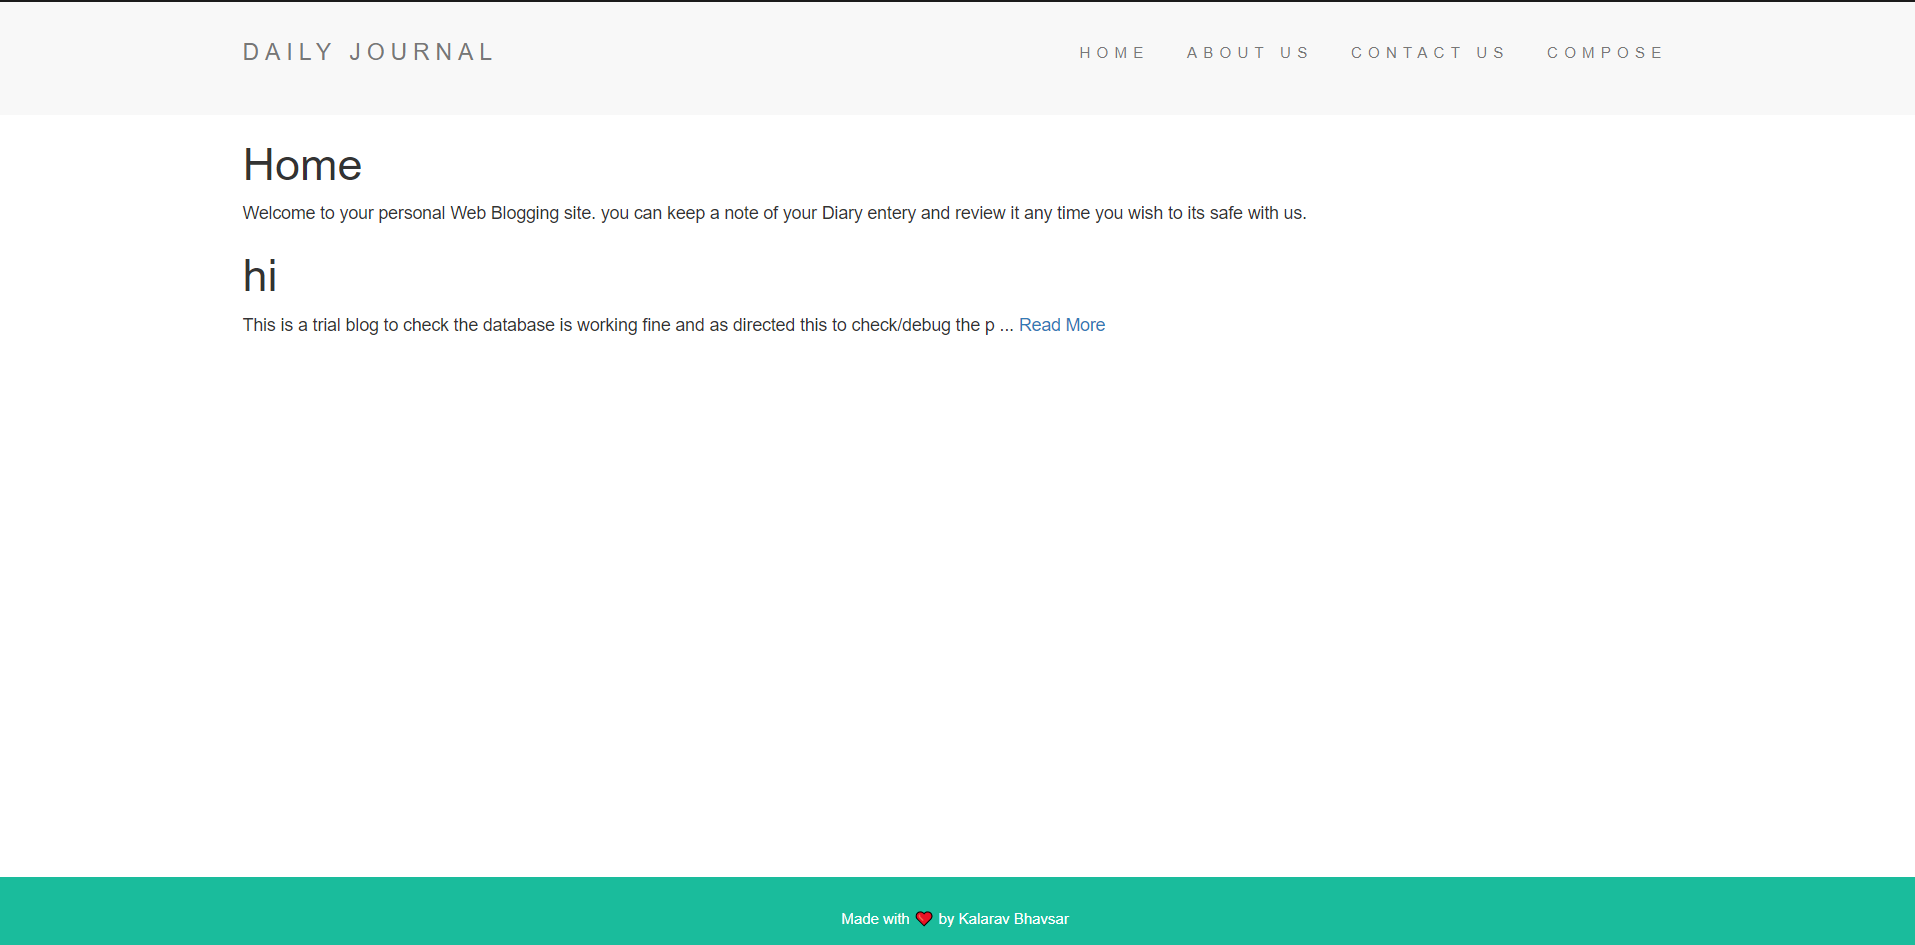 DAILY JOURNAL
HOME ABOUT US CONTACT US COMPOSE
Home
Welcome to your personal Web Blogging site. you can keep a note of your Diary entery and review it any time you wish to its safe with us.
hi
This is a trial blog to check the database is working fine and as directed this to check/debug the p ... Read More
Made with ❤ by Kalarav Bhavsar